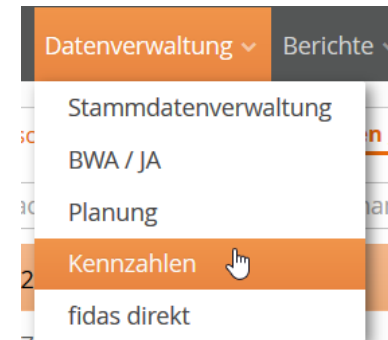 Datenverwaltung Berichte
Stammdatenverwaltung
BWA / JA
Planung
Kennzahlen
fidas direkt